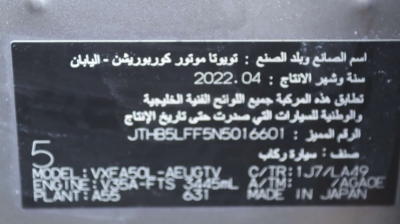 اسم الصانع وبلد الصنع : تويوتا موتور كوربوريشن - اليابان
سنة وشهر الانتاج : 2022.04
تطابق هذه المركبة جميع اللوائح الفنية الخليجية
والوطنية للسيارات التي صدرت حتى تاريخ الإنتاج
الرقم المميز : JTHB5LFF5N5016601
صنف : سيارة ركاب
5
MODEL: VXFA50L-AEUGTV C/TR: 1J7/LA49
ENGINE: V35A-FTS 3445mL A/TM: /AGA0E
PLANT: A55 631 MADE IN JAPAN